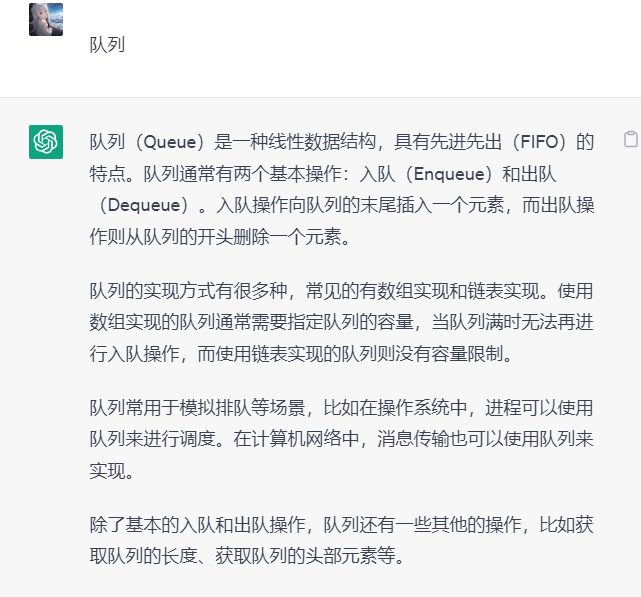 队列
队列（Queue）是一种线性数据结构，具有先进先出（FIFO）的
特点。队列通常有两个基本操作：入队（Enqueue）和出队
（Dequeue）。入队操作向队列的末尾插入一个元素，而出队操
作则从队列的开头删除一个元素。
队列的实现方式有很多种，常见的有数组实现和链表实现。使用
数组实现的队列通常需要指定队列的容量，当队列满时无法再进
行入队操作，而使用链表实现的队列则没有容量限制。
队列常用于模拟排队等场景，比如在操作系统中，进程可以使用
队列来进行调度。在计算机网络中，消息传输也可以使用队列来
实现。
除了基本的入队和出队操作，队列还有一些其他的操作，比如获
取队列的长度、获取队列的头部元素等。